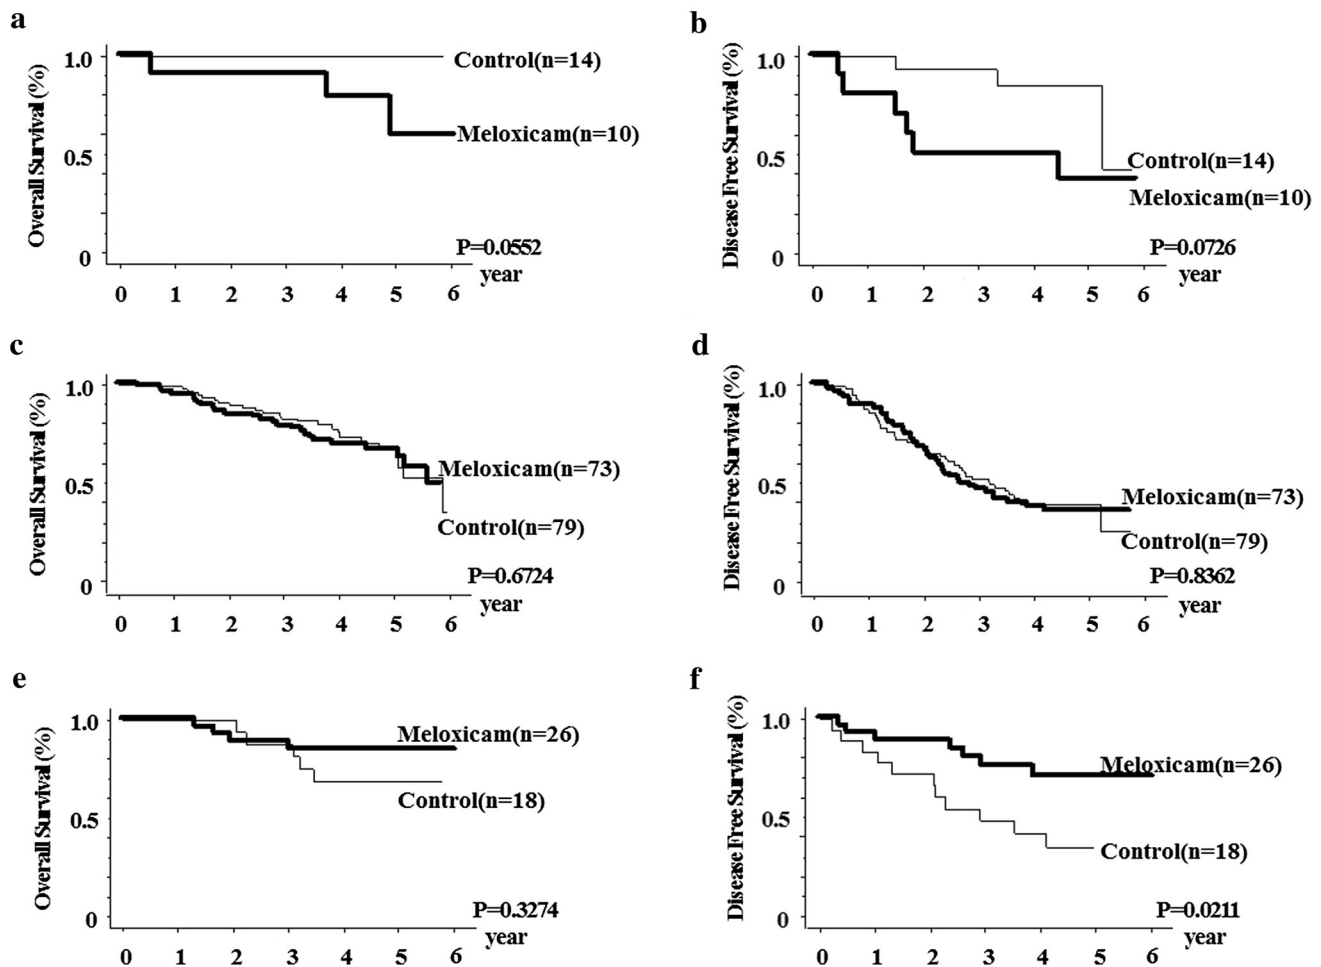 a
Overall Survival (%)
1.0
0.5
0
Control(n=14)
Meloxicam(n=10)
P=0.0552
year
0 1 2 3 4 5 6
b
Disease Free Survival (%)
1.0
0.5
0
Control(n=14)
Meloxicam(n=10)
P=0.0726
year
0 1 2 3 4 5 6
c
Overall Survival (%)
1.0
0.5
0
Meloxicam(n=73)
Control(n=79)
P=0.6724
year
0 1 2 3 4 5 6
d
Disease Free Survival (%)
1.0
0.5
0
Meloxicam(n=73)
Control(n=79)
P=0.8362
year
0 1 2 3 4 5 6
e
Overall Survival (%)
1.0
0.5
0
Meloxicam(n=26)
Control(n=18)
P=0.3274
year
0 1 2 3 4 5 6
f
Disease Free Survival (%)
1.0
0.5
0
Meloxicam(n=26)
Control(n=18)
P=0.0211
year
0 1 2 3 4 5 6